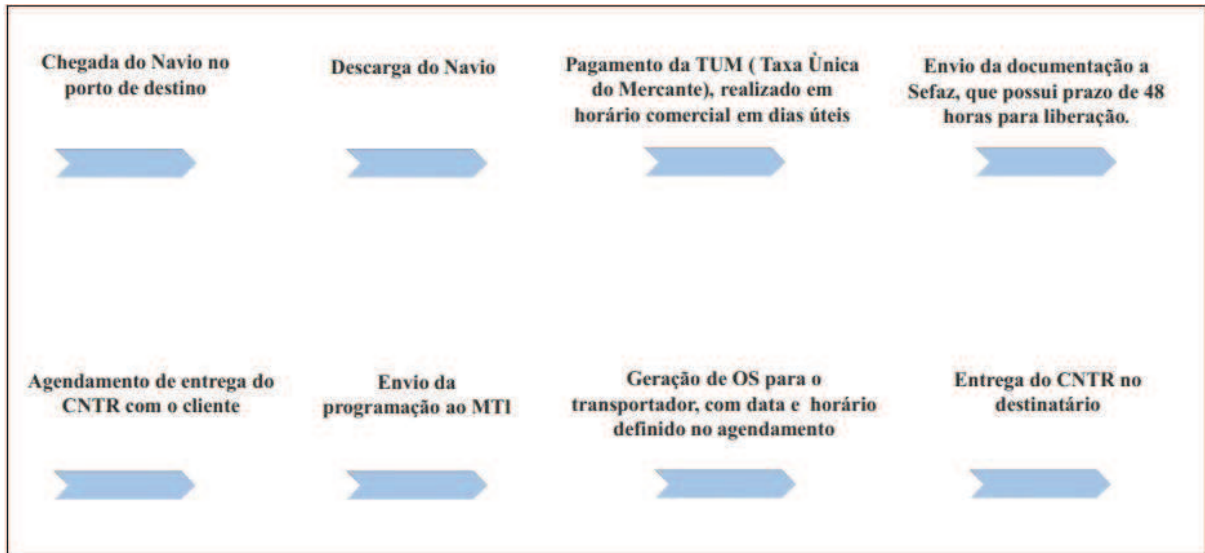 Chegada do Navio no
porto de destino
Descarga do Navio
Pagamento da TUM ( Taxa Ùnica
do Mercante), realizado em
horário comercial em dias úteis
Envio da documentação a
Sefaz, que possui prazo de 48
horas para liberação.
Agendamento de entrega do
CNTR com o cliente
Envio da
programação ao MTI
Geração de OS para o
transportador, com data e horário
definido no agendamento
Entrega do CNTR no
destinatário